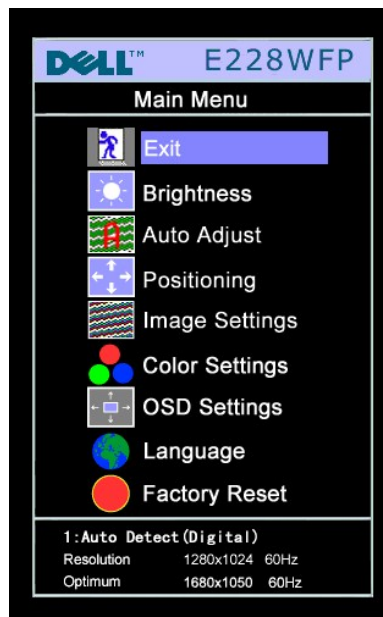 DELL™ E228WFP
Main Menu
Exit
Brightness
Auto Adjust
Positioning
Image Settings
Color Settings
OSD Settings
Language
Factory Reset
1:Auto Detect(Digital)
Resolution 1280x1024 60Hz
Optimum 1680x1050 60Hz